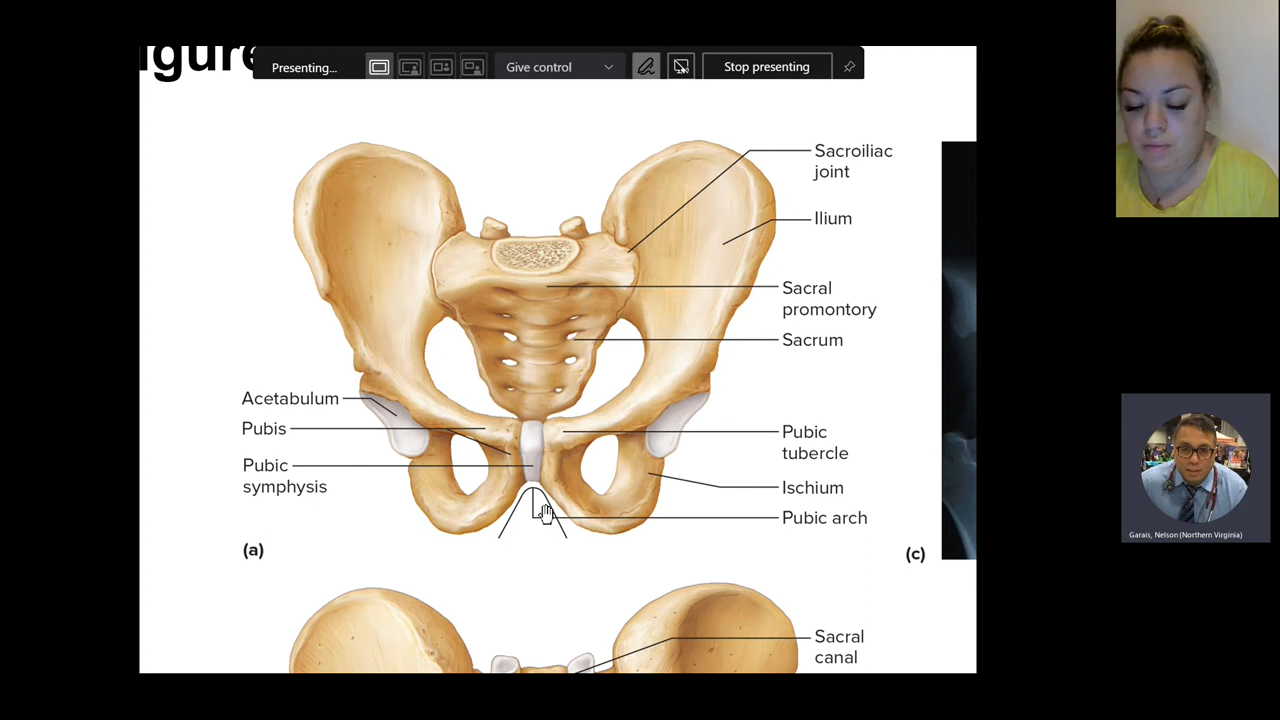 igure
Presenting...
Give control
Stop presenting
Sacroiliac
joint
Ilium
Sacral
promontory
Sacrum
Acetabulum
Pubis
Pubic
symphysis
Pubic
tubercle
Ischium
Pubic arch
(a)
(c)
Sacral
canal
Garais, Nelson (Northern Virginia)